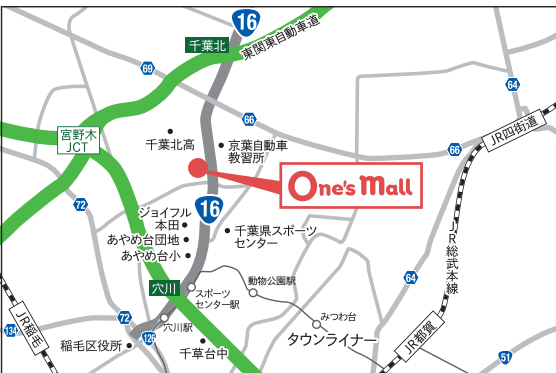 16
千葉北
東関東自動車道
69
64
66
JR四街道
宮野木
JCT
千葉北高
京葉自動車
教習所
66
One's Mall
72
16
ジョイフル
本田
あやめ台団地
あやめ台小
千葉県スポーツ
センター
JR総武本線
穴川
スポーツ
センター駅
動物公園駅
64
JR稲毛
134
72
126
穴川駅
みつわ台
タウンライナー
JR都賀
稲毛区役所
千草台中
51